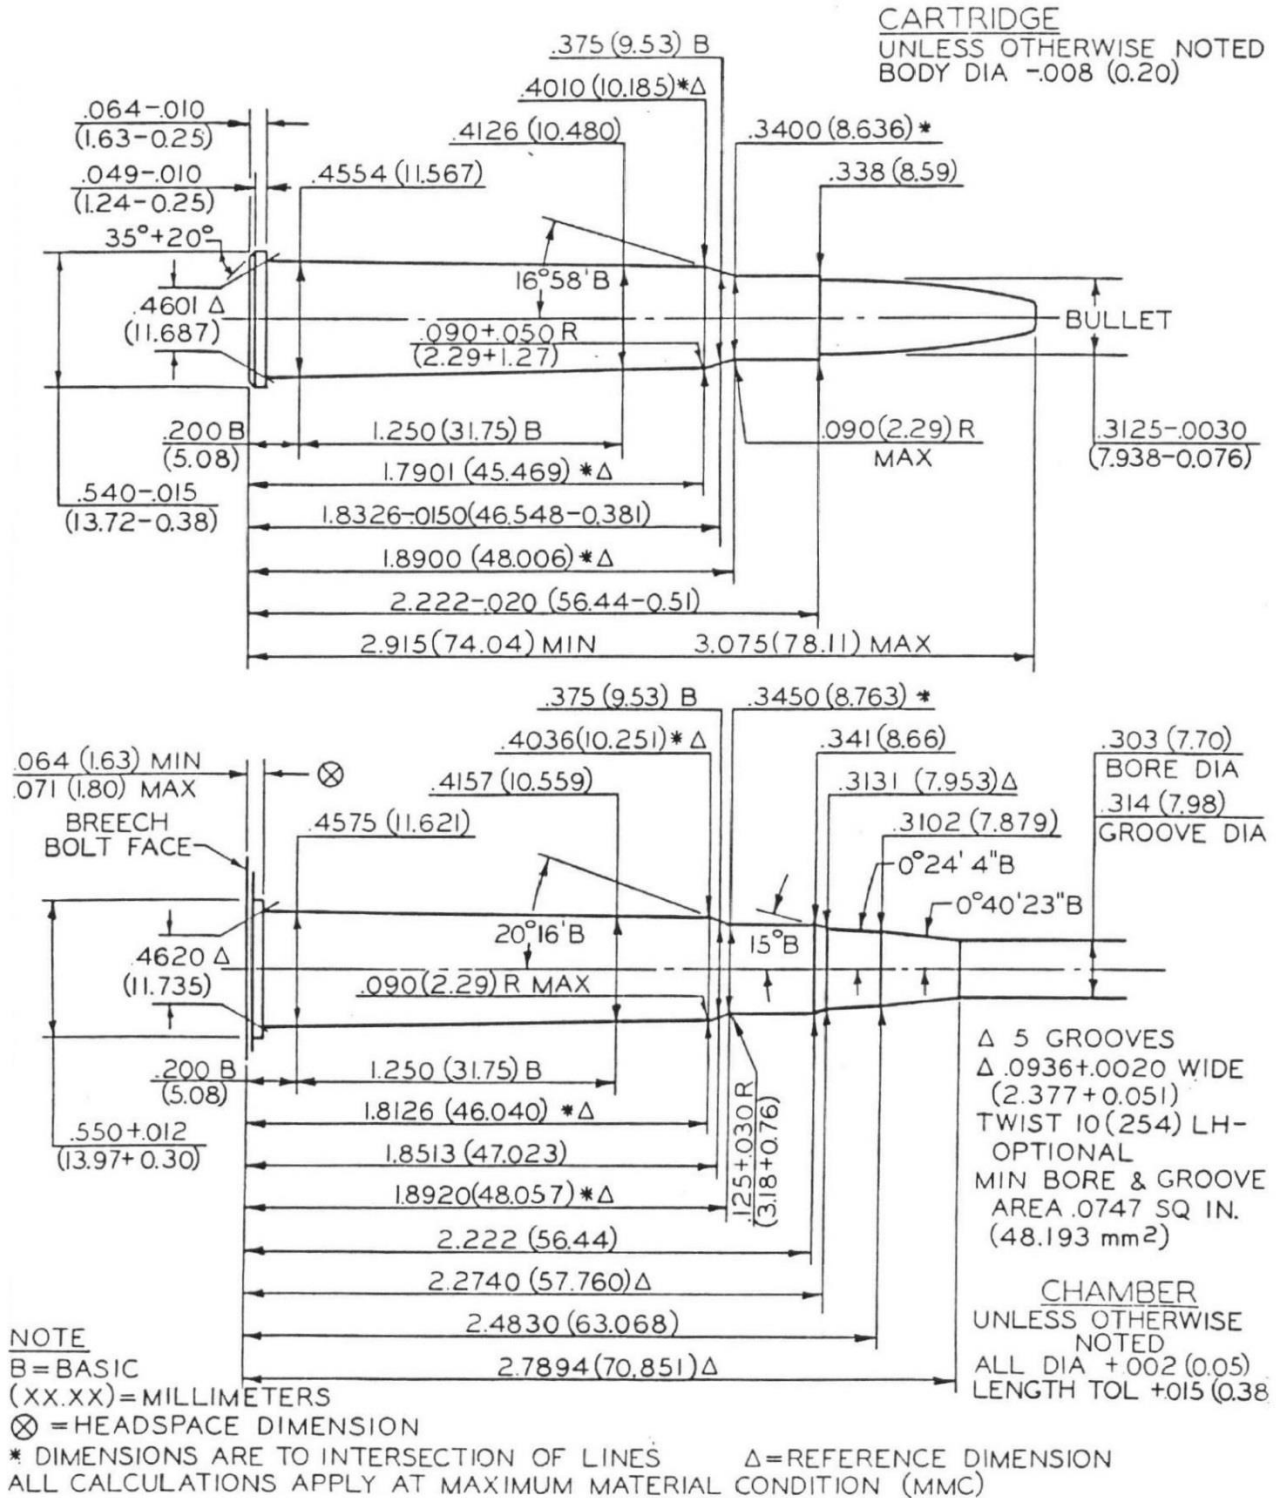 CARTRIDGE
UNLESS OTHERWISE NOTED
BODY DIA -.008 (0.20)
.375 (9.53) B
.4010 (10.185)*Δ
.064-.010
(1.63-0.25)
.4126 (10.480)
.3400 (8.636)*
.049-.010
(1.24-0.25)
.4554 (11.567)
.338 (8.59)
35°+20°
16°58'B
.4601 Δ
(11.687)
.090+.050 R
(2.29+1.27)
BULLET
.200 B
(5.08)
1.250 (31.75) B
.090(2.29) R
MAX
.3125-.0030
(7.938-0.076)
1.7901 (45.469) *Δ
.540-.015
(13.72-0.38)
1.8326-.0150(46.548-0.381)
1.8900 (48.006) *Δ
2.222-.020 (56.44-0.51)
2.915(74.04) MIN 3.075(78.11) MAX
.375 (9.53) B
.3450 (8.763) *
.4036(10.251)* Δ
.341(8.66)
.303 (7.70)
BORE DIA
.064 (1.63) MIN
.071 (1.80) MAX
⊗
.4157 (10.559)
.3131 (7.953)Δ
.314 (7.98)
GROOVE DIA
BREECH
BOLT FACE
.4575 (11.621)
.3102 (7.879)
0°24' 4"B
0°40'23"B
20°16'B
15°B
.4620 Δ
(11.735)
.090(2.29) R MAX
Δ 5 GROOVES
Δ .0936+.0020 WIDE
(2.377+0.051)
TWIST 10(254) LH-
OPTIONAL
MIN BORE & GROOVE
AREA .0747 SQ IN.
(48.193 mm2)
.200 B
(5.08)
1.250 (31.75) B
1.8126 (46.040) *Δ
.550+.012
(13.97+0.30)
1.8513 (47.023)
.125+.030 R
(3.18+0.76)
1.8920(48.057)*Δ
2.222 (56.44)
2.2740 (57.760)Δ
2.4830 (63.068)
2.7894 (70,851)Δ
CHAMBER
UNLESS OTHERWISE
NOTED
ALL DIA +.002 (0.05)
LENGTH TOL +.015 (0.38
NOTE
B=BASIC
(XX.XX)=MILLIMETERS
⊗ =HEADSPACE DIMENSION
* DIMENSIONS ARE TO INTERSECTION OF LINES Δ=REFERENCE DIMENSION
ALL CALCULATIONS APPLY AT MAXIMUM MATERIAL CONDITION (MMC)